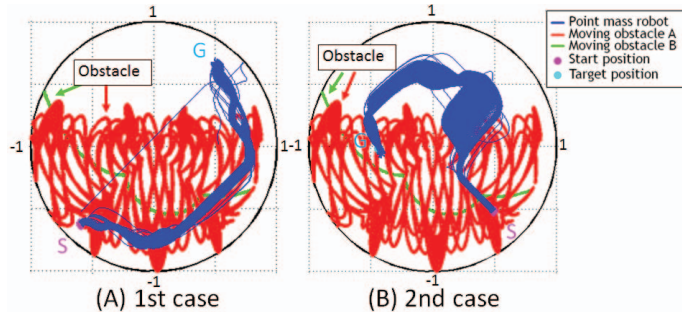 1
G
Obstacle
-1
1
-1
S
(A) 1st case
1
Obstacle
G
-1
1
-1
S
(B) 2nd case
Point mass robot
Moving obstacle A
Moving obstacle B
Start position
Target position